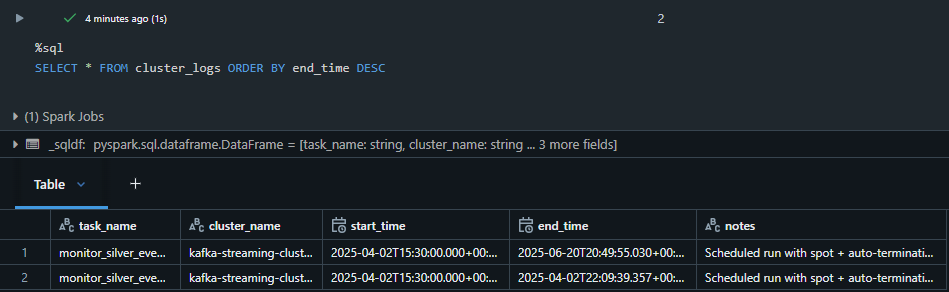 4 minutes ago (1s)
2
%sql
SELECT * FROM cluster_logs ORDER BY end_time DESC
(1) Spark Jobs
_sqldf: pyspark.sql.dataframe.DataFrame = [task_name: string, cluster_name: string ... 3 more fields]
Table
+
ABC task_name ABC cluster_name start_time end_time ABC notes
1 monitor_silver_eve... kafka-streaming-clust... 2025-04-02T15:30:00.000+00:... 2025-06-20T20:49:55.030+00:... Scheduled run with spot + auto-terminati...
2 monitor_silver_eve... kafka-streaming-clust... 2025-04-02T15:30:00.000+00:... 2025-04-02T22:09:39.357+00:... Scheduled run with spot + auto-terminati...